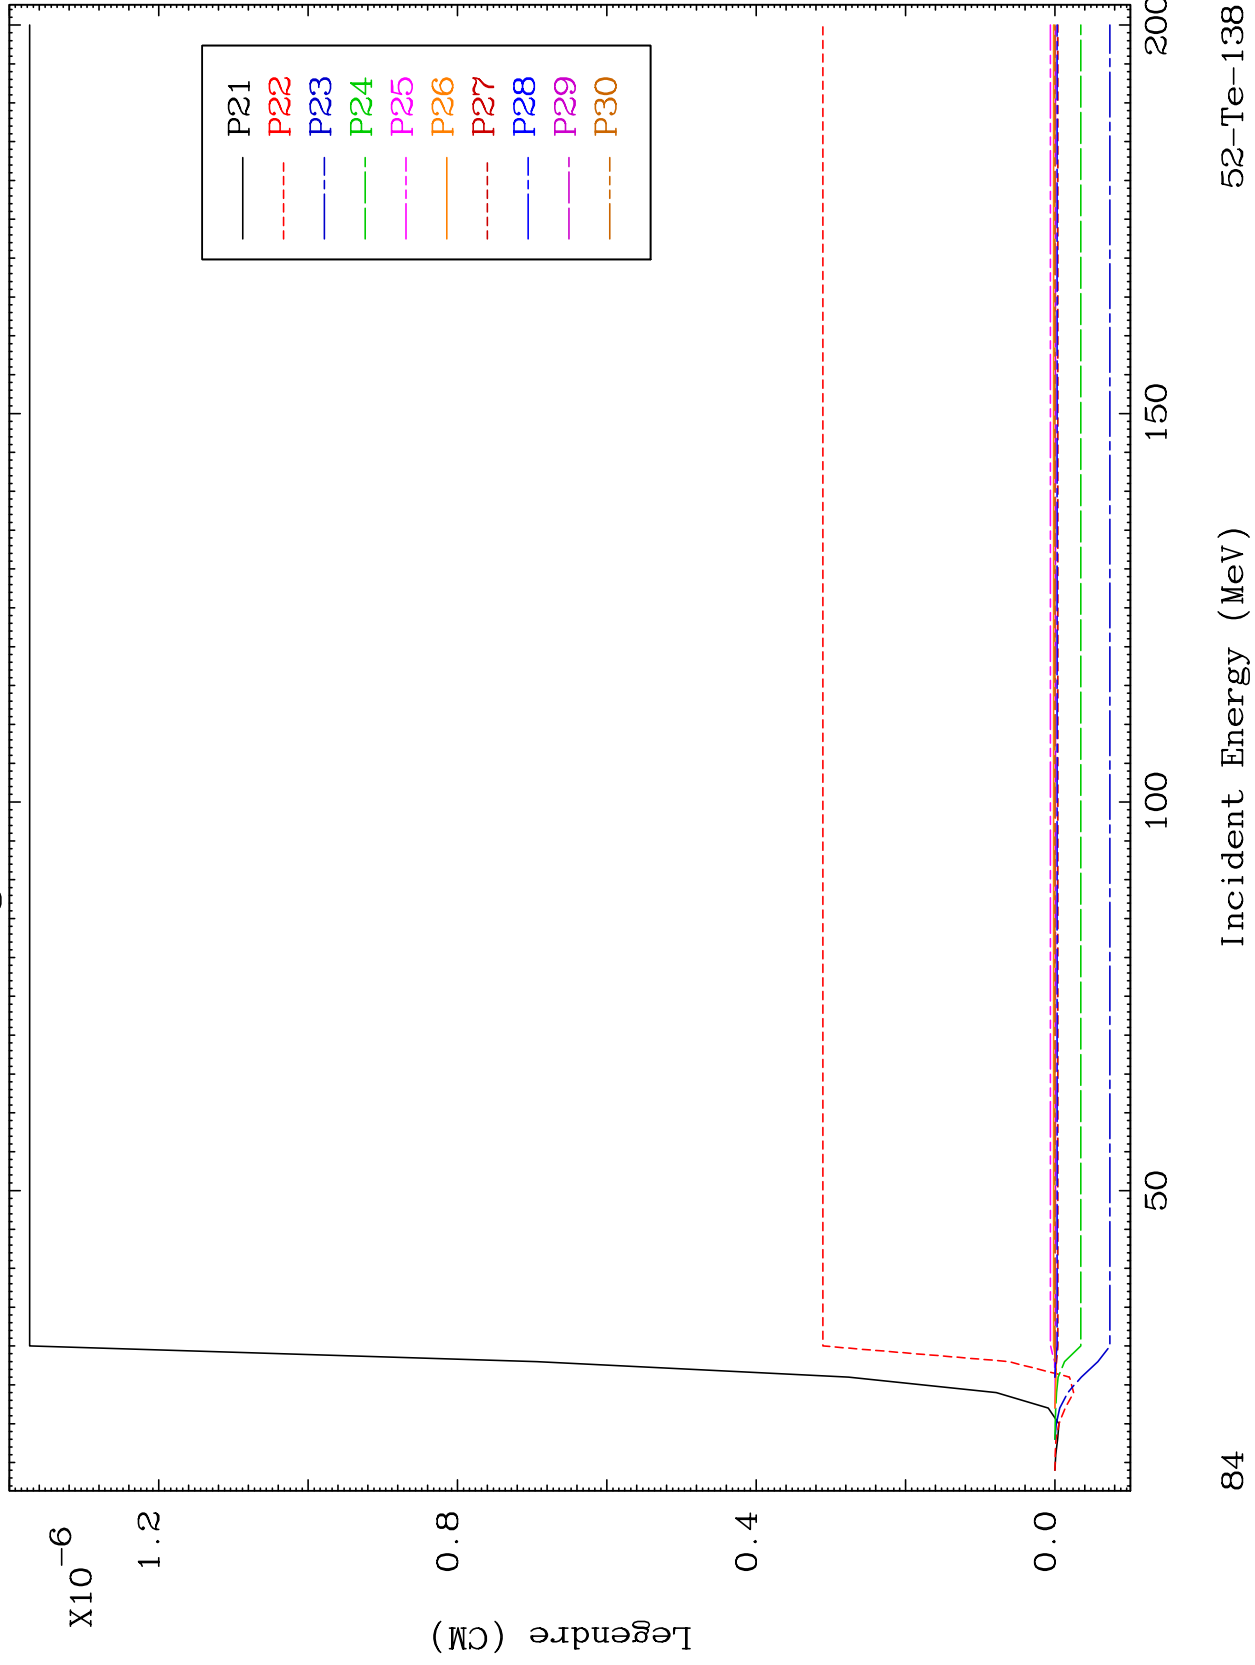 X10-6
1.2
0.8
0.4
0.0
Legendre (CM)
P21
P22
P23
P24
P25
P26
P27
P28
P29
P30
50
100
150
200
Incident Energy (MeV)
84
52-Te-138